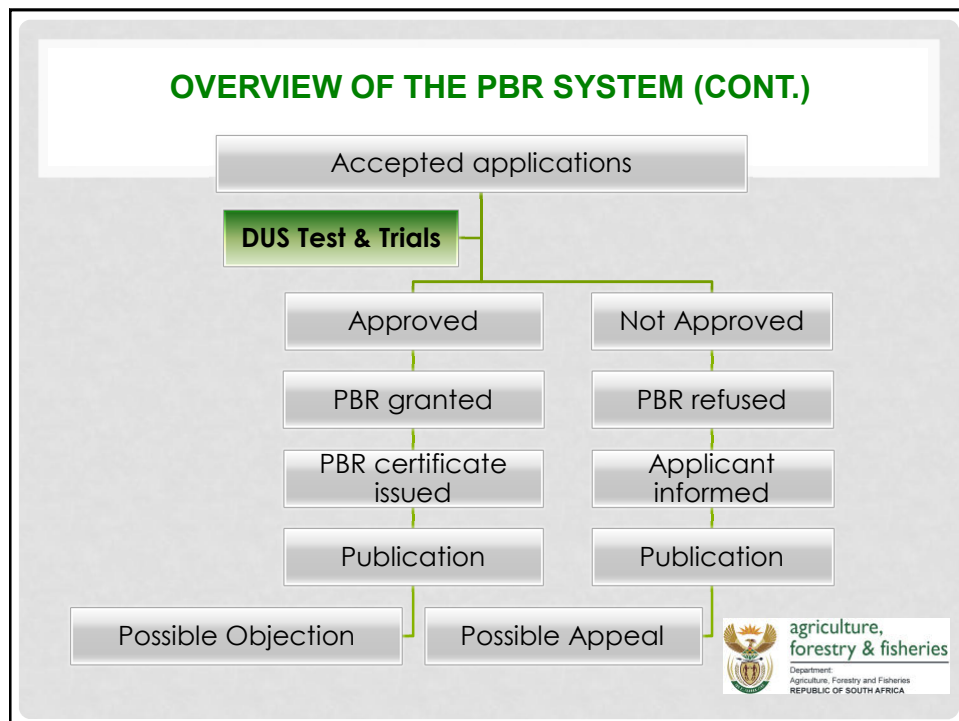 OVERVIEW OF THE PBR SYSTEM (CONT.)
Accepted applications
DUS Test & Trials
Approved
Not Approved
PBR granted
PBR refused
PBR certificate
issued
Applicant
informed
Publication
Publication
Possible Objection
Possible Appeal
agriculture,
forestry & fisheries
Department:
Agriculture, Forestry and Fisheries
REPUBLIC OF SOUTH AFRICA